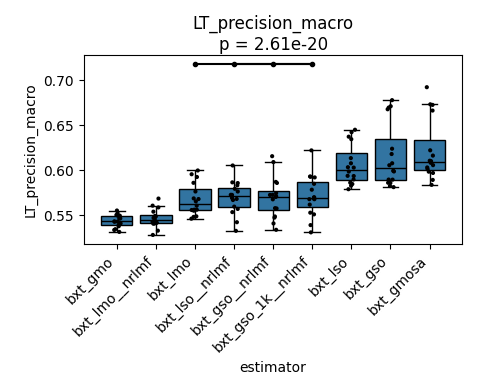 LT_precision_macro
p = 2.61e-20
LT_precision_macro
0.70
0.65
0.60
0.55
bxt_gmo
bxt_lmo__nrlmf
bxt_lmo
bxt_lso__nrlmf
bxt_gso__nrlmf
bxt_gso_1k__nrlmf
bxt_lso
bxt_gso
bxt_gmosa
estimator